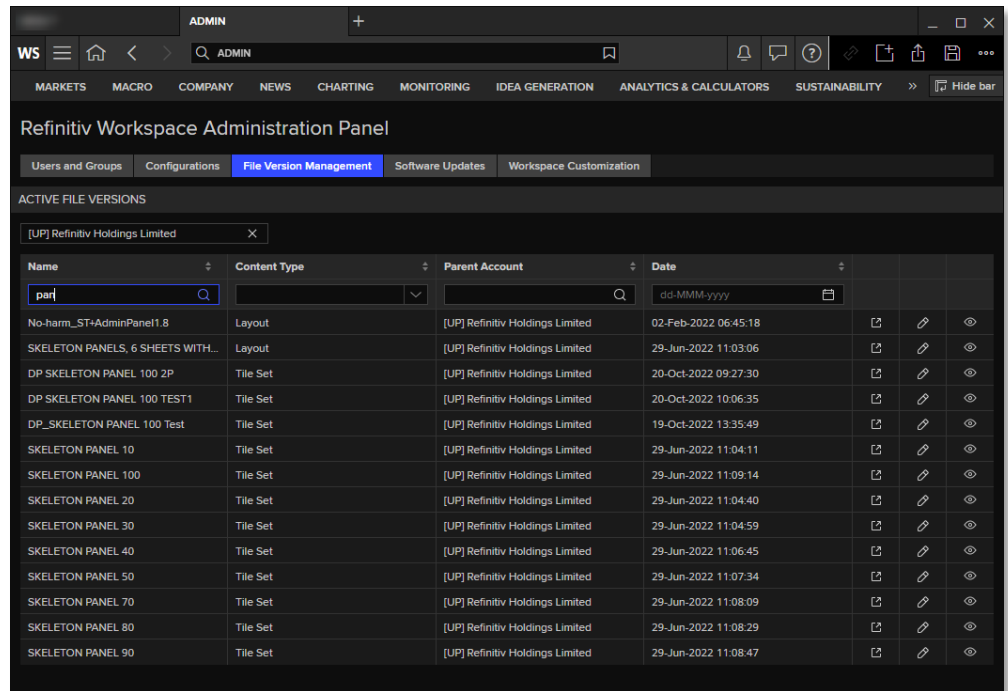 ADMIN
WS ADMIN
MARKETS MACRO COMPANY NEWS CHARTING MONITORING IDEA GENERATION ANALYTICS & CALCULATORS SUSTAINABILITY » Hide bar
Refinitiv Workspace Administration Panel
Users and Groups Configurations File Version Management Software Updates Workspace Customization
ACTIVE FILE VERSIONS
[UP] Refinitiv Holdings Limited
Name Content Type Parent Account Date
pan dd-MMM-yyyy
No-harm_ST+AdminPanel1.8 Layout [UP] Refinitiv Holdings Limited 02-Feb-2022 06:45:18
SKELETON PANELS, 6 SHEETS WITH... Layout [UP] Refinitiv Holdings Limited 29-Jun-2022 11:03:06
DP SKELETON PANEL 100 2P Tile Set [UP] Refinitiv Holdings Limited 20-Oct-2022 09:27:30
DP SKELETON PANEL 100 TEST1 Tile Set [UP] Refinitiv Holdings Limited 20-Oct-2022 10:06:35
DP_SKELETON PANEL 100 Test Tile Set [UP] Refinitiv Holdings Limited 19-Oct-2022 13:35:49
SKELETON PANEL 10 Tile Set [UP] Refinitiv Holdings Limited 29-Jun-2022 11:04:11
SKELETON PANEL 100 Tile Set [UP] Refinitiv Holdings Limited 29-Jun-2022 11:09:14
SKELETON PANEL 20 Tile Set [UP] Refinitiv Holdings Limited 29-Jun-2022 11:04:40
SKELETON PANEL 30 Tile Set [UP] Refinitiv Holdings Limited 29-Jun-2022 11:04:59
SKELETON PANEL 40 Tile Set [UP] Refinitiv Holdings Limited 29-Jun-2022 11:06:45
SKELETON PANEL 50 Tile Set [UP] Refinitiv Holdings Limited 29-Jun-2022 11:07:34
SKELETON PANEL 70 Tile Set [UP] Refinitiv Holdings Limited 29-Jun-2022 11:08:09
SKELETON PANEL 80 Tile Set [UP] Refinitiv Holdings Limited 29-Jun-2022 11:08:29
SKELETON PANEL 90 Tile Set [UP] Refinitiv Holdings Limited 29-Jun-2022 11:08:47